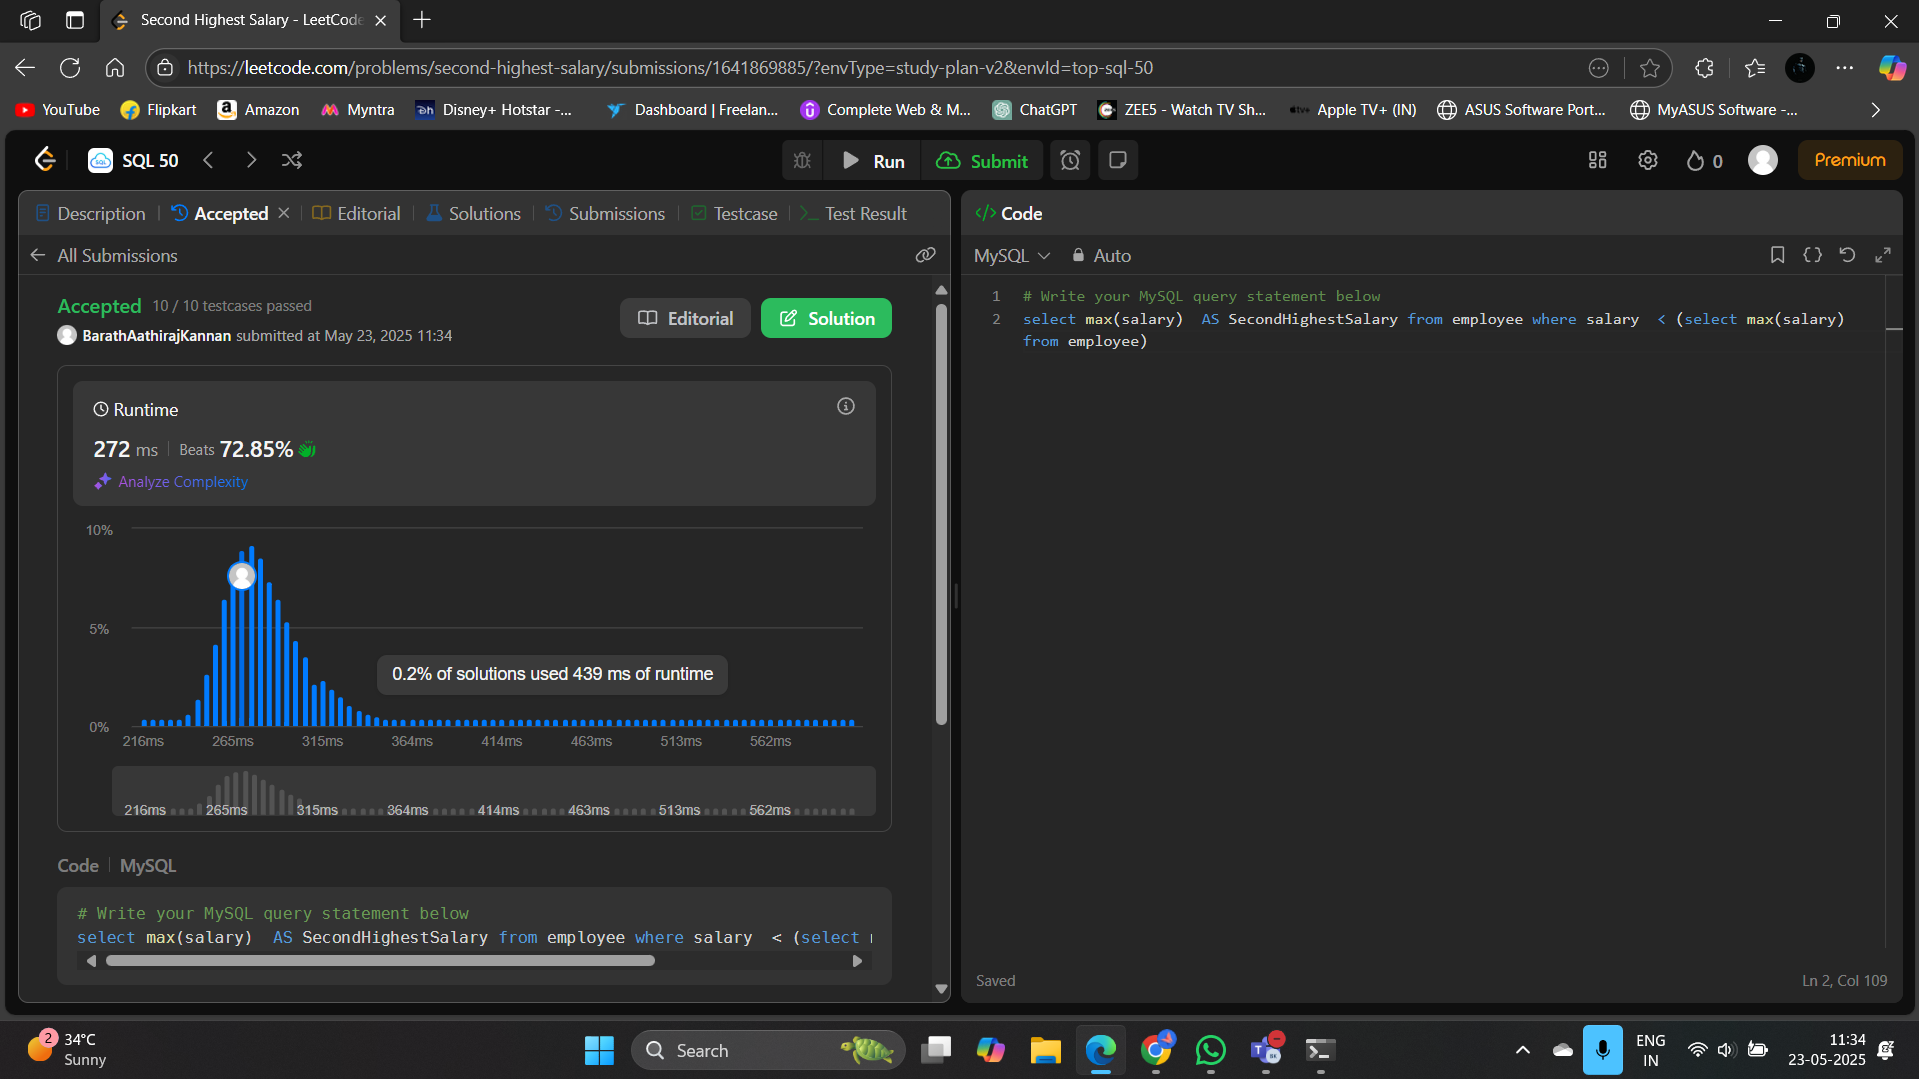 Second Highest Salary - LeetCode
https://leetcode.com/problems/second-highest-salary/submissions/1641869885/?envType=study-plan-v2&envId=top-sql-50
YouTube Flipkart Amazon Myntra Disney+ Hotstar -... Dashboard | Freelan... Complete Web & M... ChatGPT ZEE5 - Watch TV Sh... Apple TV+ (IN) ASUS Software Port... MyASUS Software -...
SQL 50 Run Submit 0 Premium
Description Accepted Editorial Solutions Submissions Testcase Test Result
All Submissions
Accepted 10 / 10 testcases passed
BarathAathirajKannan submitted at May 23, 2025 11:34
Editorial Solution
Runtime
272 ms Beats 72.85%
Analyze Complexity
10%
5%
0.2% of solutions used 439 ms of runtime
0%
216ms 265ms 315ms 364ms 414ms 463ms 513ms 562ms
216ms 265ms 315ms 364ms 414ms 463ms 513ms 562ms
Code MySQL
# Write your MySQL query statement below
select max(salary)  AS SecondHighestSalary from employee where salary  < (select
</> Code
MySQL Auto
1 # Write your MySQL query statement below
2 select max(salary)  AS SecondHighestSalary from employee where salary  < (select max(salary)
from employee)
Saved Ln 2, Col 109
2 34°C
Sunny
Search
ENG
IN
11:34
23-05-2025